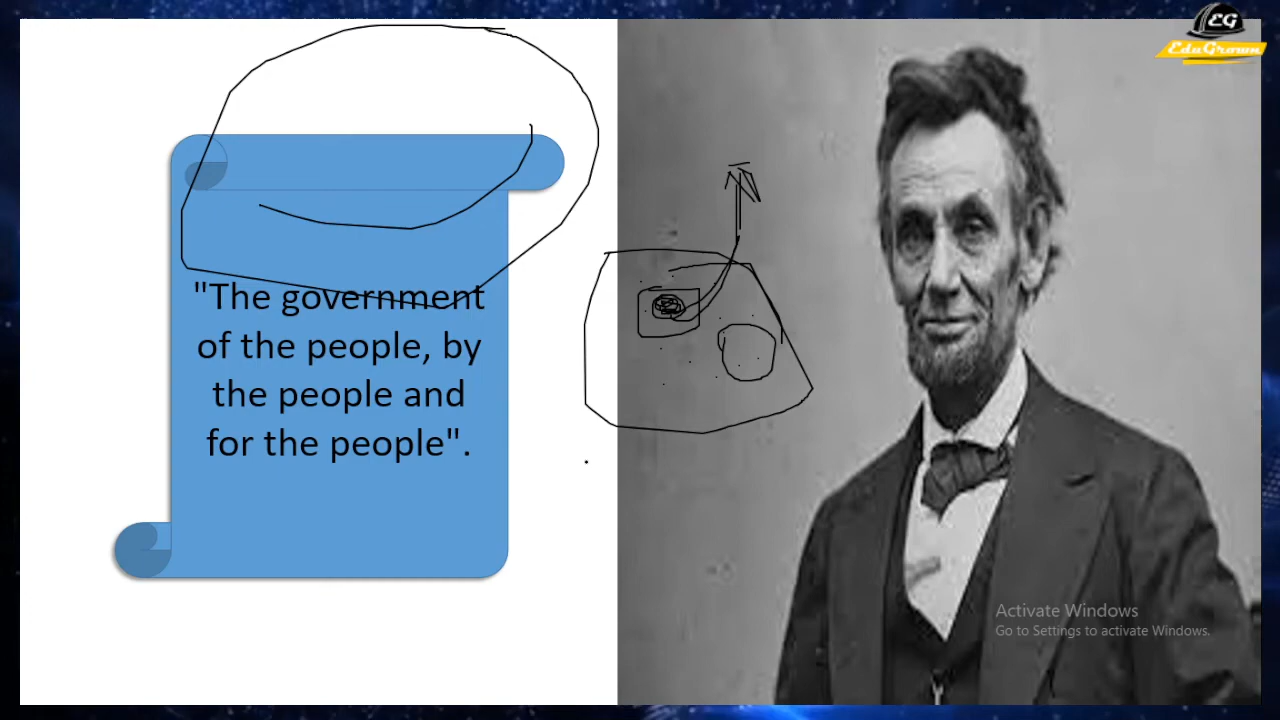 EG
EduGrown
"The government
of the people, by
the people and
for the people".
Activate Windows
Go to Settings to activate Windows.